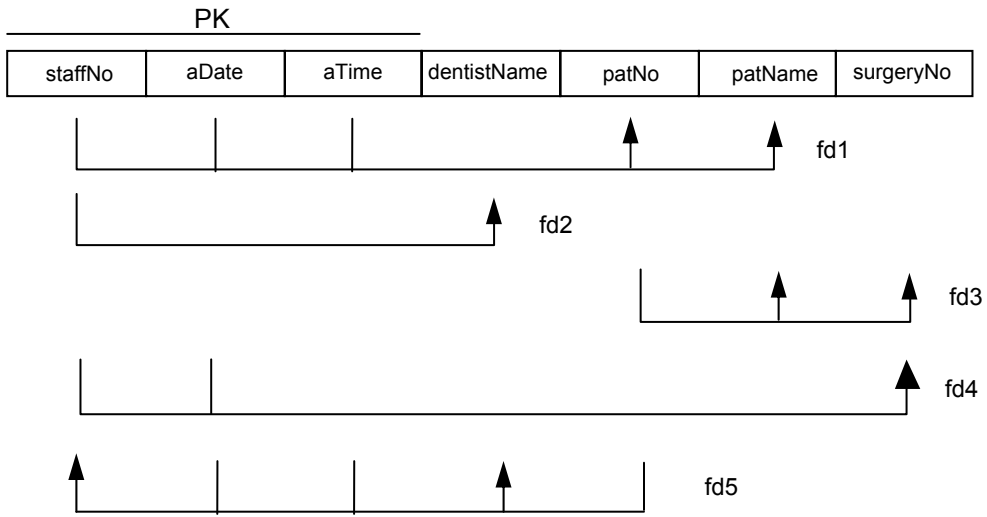 PK
staffNo aDate aTime dentistName patNo patName surgeryNo
fd1
fd2
fd3
fd4
fd5